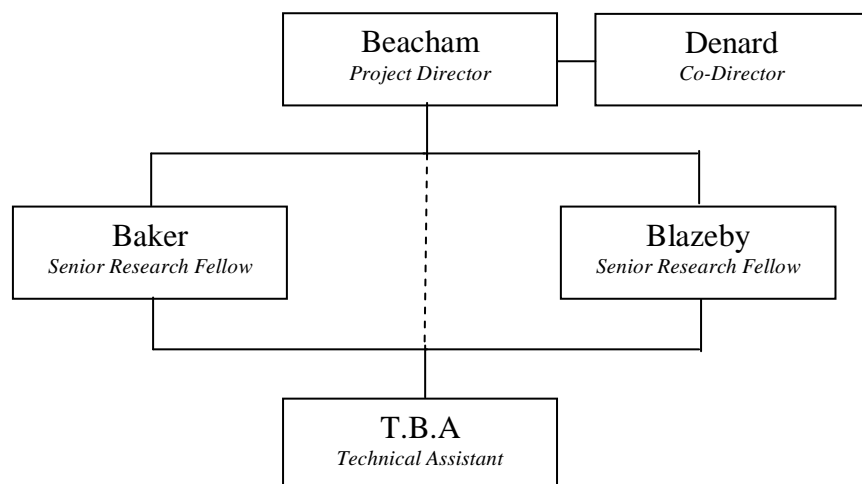 Beacham
Project Director
Denard
Co-Director
Baker
Senior Research Fellow
Blazeby
Senior Research Fellow
T.B.A
Technical Assistant